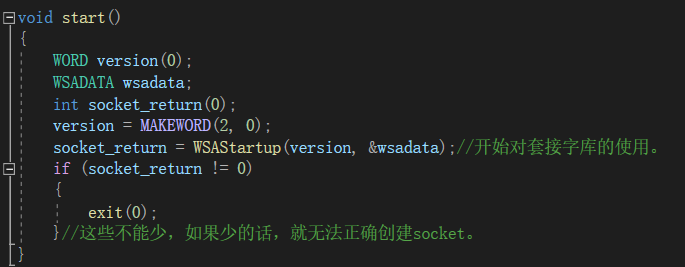 void start()
{
WORD version(0);
WSADATA wsadata;
int socket_return(0);
version = MAKEWORD(2, 0);
socket_return = WSAStartup(version, &wsadata);//开始对套接字库的使用。
if (socket_return != 0)
{
exit(0);
}//这些不能少，如果少的话，就无法正确创建socket。
}